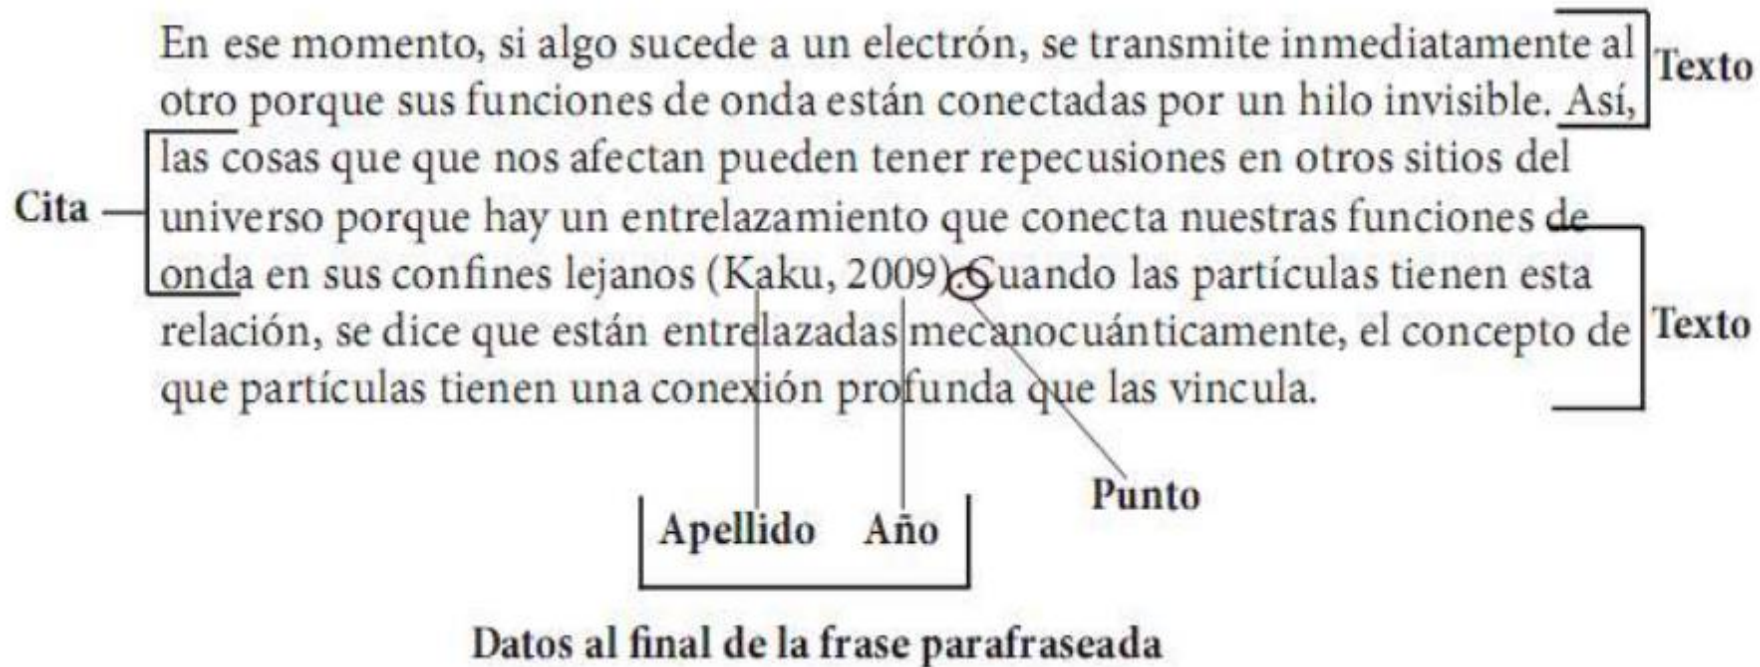 En ese momento, si algo sucede a un electrón, se transmite inmediatamente al
Texto
otro porque sus funciones de onda están conectadas por un hilo invisible. Así,
las cosas que que nos afectan pueden tener repecusiones en otros sitios del
Cita
universo porque hay un entrelazamiento que conecta nuestras funciones de
onda en sus confines lejanos (Kaku, 2009). Cuando las partículas tienen esta
relación, se dice que están entrelazadas mecanocuánticamente, el concepto de
Texto
que partículas tienen una conexión profunda que las vincula.
Punto
Apellido Año
Datos al final de la frase parafraseada